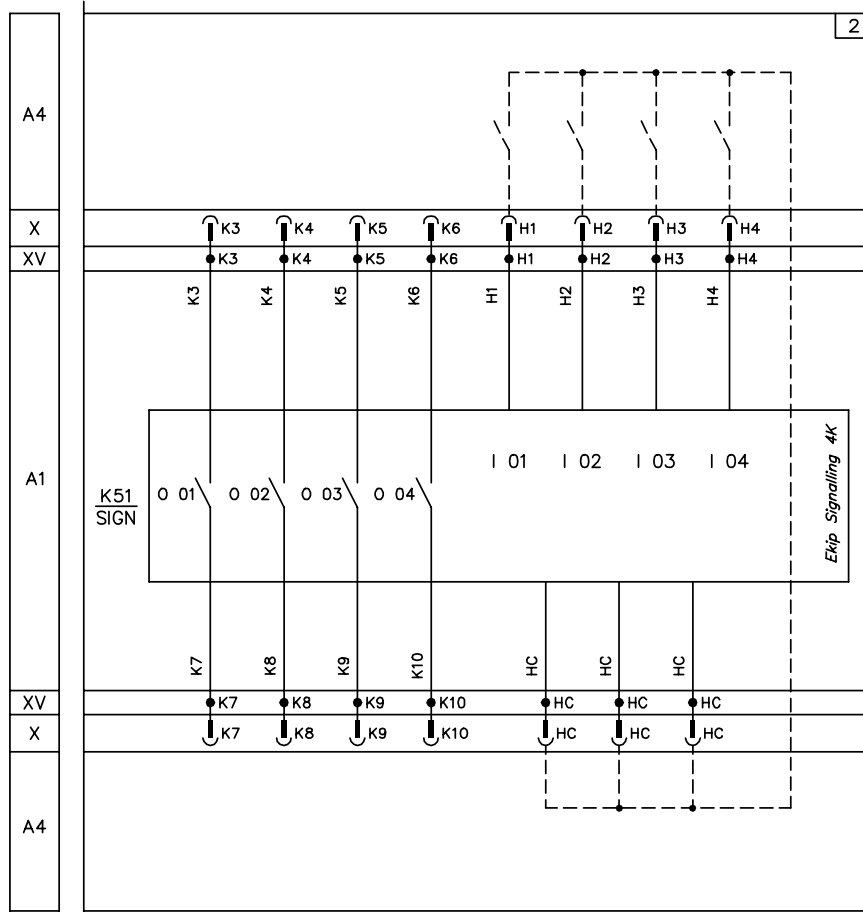 2
A4
X
K3 K4 K5 K6 H1 H2 H3 H4
XV
K3 K4 K5 K6 H1 H2 H3 H4
K3 K4 K5 K6 H1 H2 H3 H4
A1
K51
SIGN
O 01 O 02 O 03 O 04
I 01 I 02 I 03 I 04
Ekip Signalling 4K
K7 K8 K9 K10 HC HC HC
XV
K7 K8 K9 K10 HC HC HC
X
K7 K8 K9 K10 HC HC HC
A4